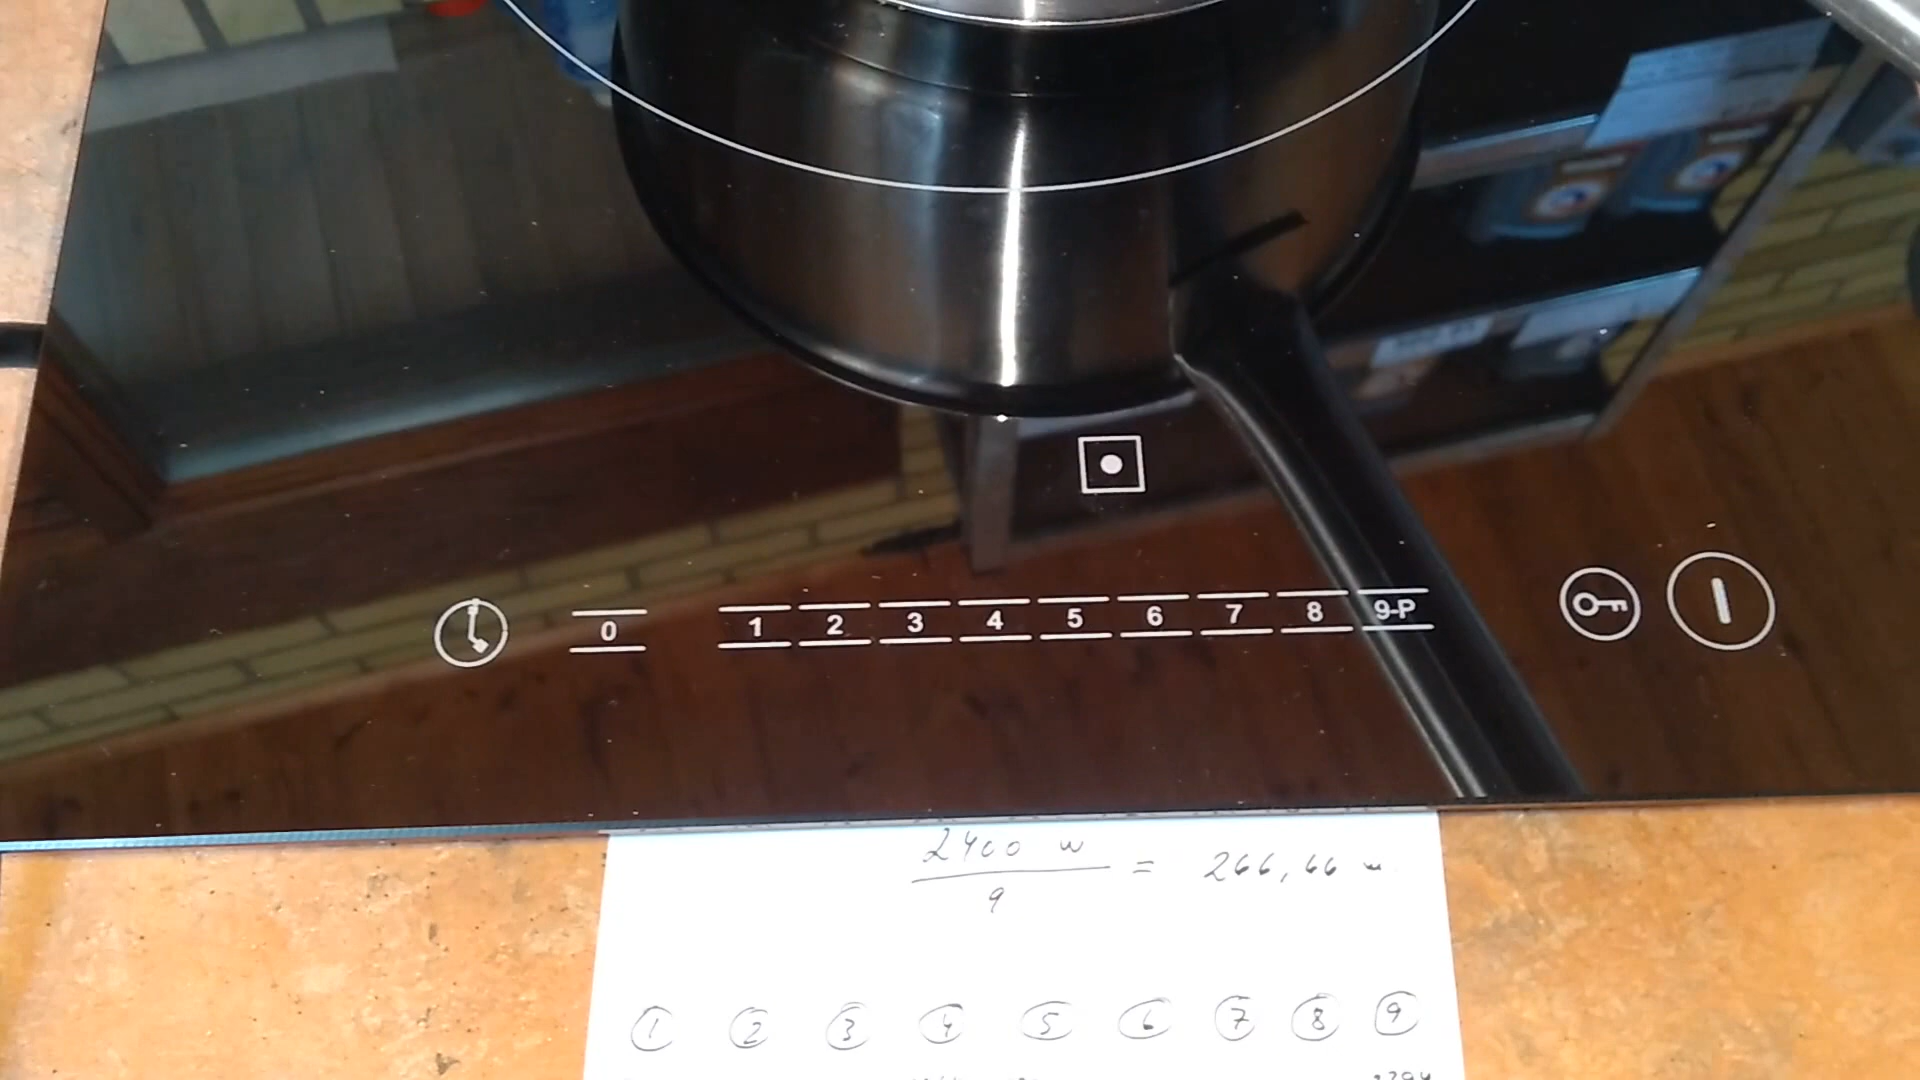 0 1 2 3 4 5 6 7 8 9-P
2400 w
9
= 266,66 w
1 2 3 4 5 6 7 8 9